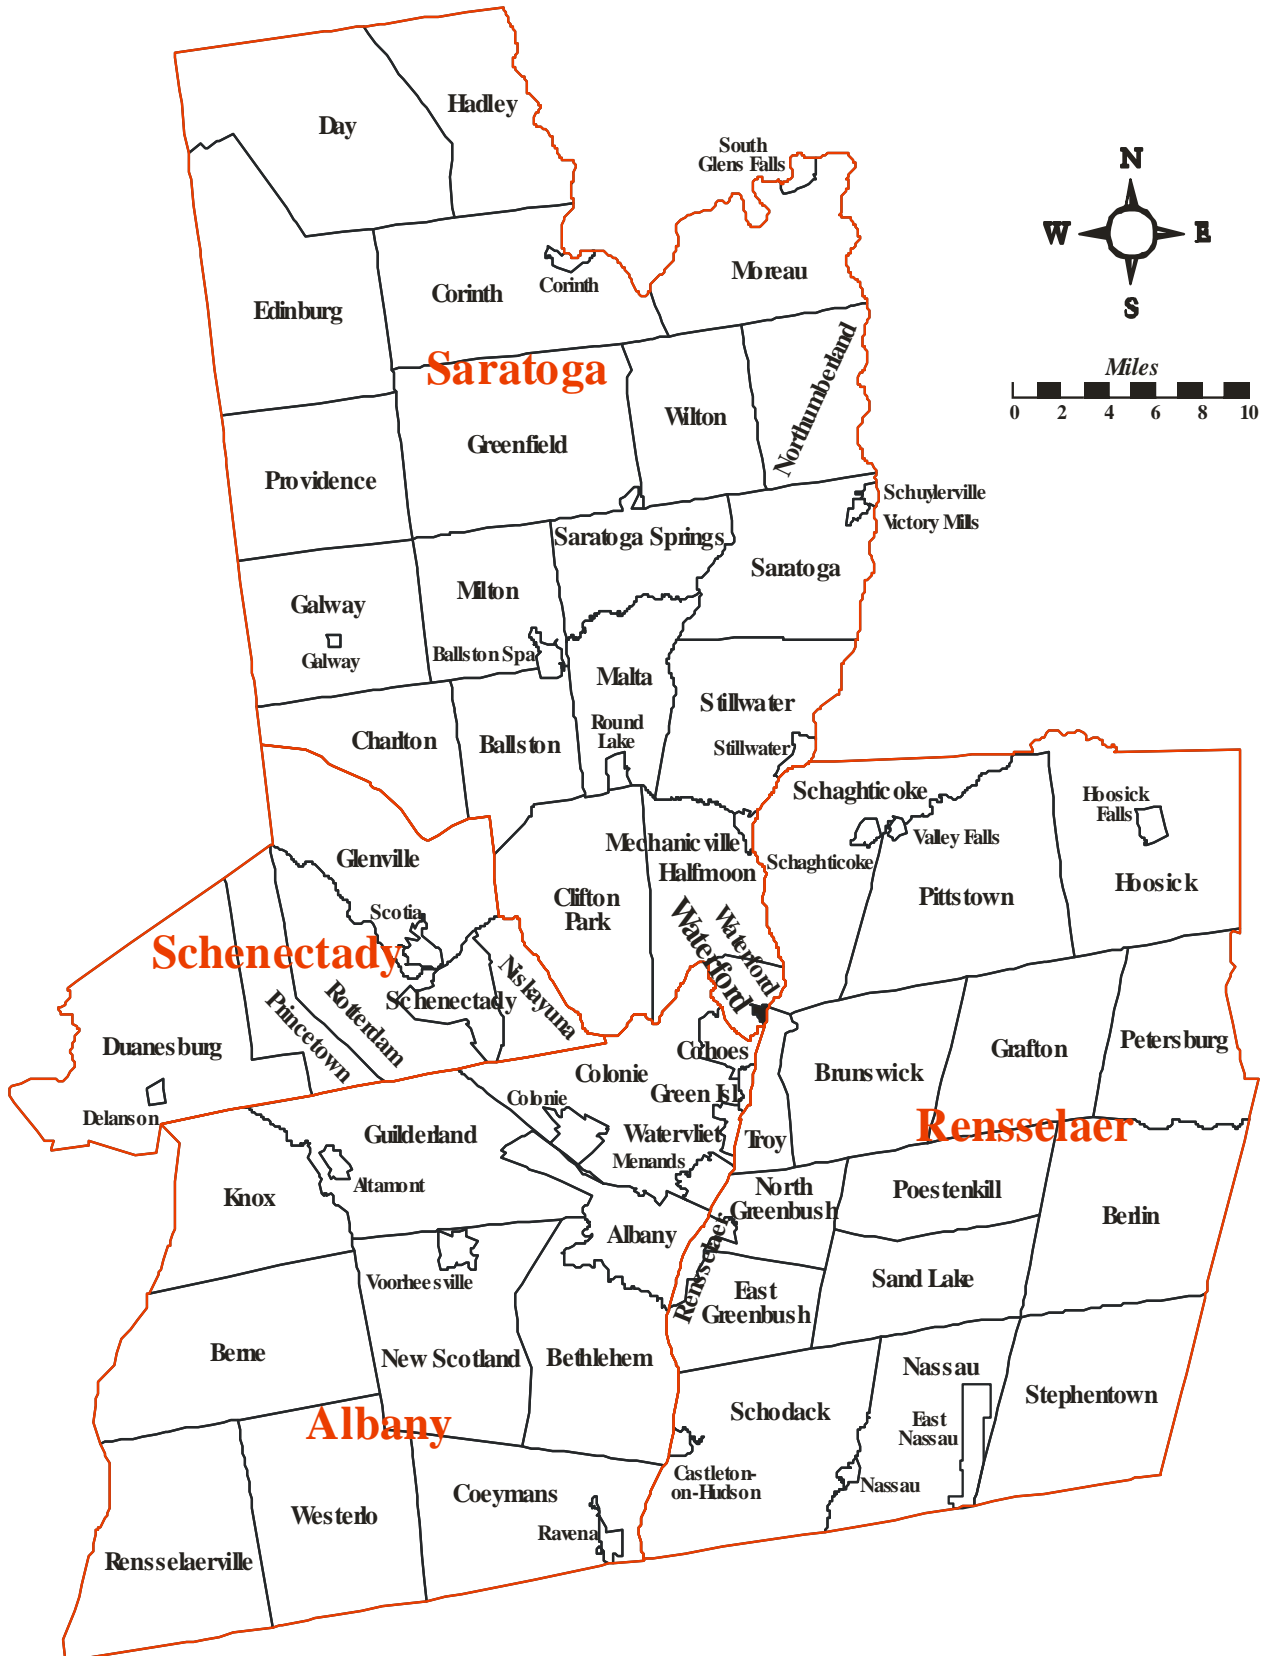 Hadley
Day
South
Glens Falls
N
W
E
S
Moreau
Corinth
Corinth
Edinburg
Miles
0 2 4 6 8 10
Saratoga
Northumberland
Wilton
Greenfield
Providence
Schuylerville
Victory Mills
Saratoga Springs
Saratoga
Milton
Galway
Galway
Ballston Spa
Malta
Stillwater
Round
Lake
Stillwater
Charlton
Ballston
Schaghticoke
Hoosick
Falls
Mechanicville
Valley Falls
Schaghticoke
Glenville
Halfmoon
Hoosick
Clifton
Park
Pittstown
Scotia
Waterford
Waterford
Schenectady
Niskayuna
Schenectady
Rotterdam
Princetown
Duanesburg
Cohoes
Grafton
Petersburg
Colonie
Brunswick
Green Isl.
Colonie
Delanson
Rensselaer
Guilderland
Watervliet
Troy
Menands
Altamont
Knox
North
Greenbush
Poestenkill
Berlin
Albany
Rensselaer
Voorheesville
Sand Lake
East
Greenbush
Berne
New Scotland
Bethlehem
Nassau
Stephentown
Schodack
Albany
East
Nassau
Castleton-
on-Hudson
Nassau
Coeymans
Westerlo
Ravena
Rensselaerville